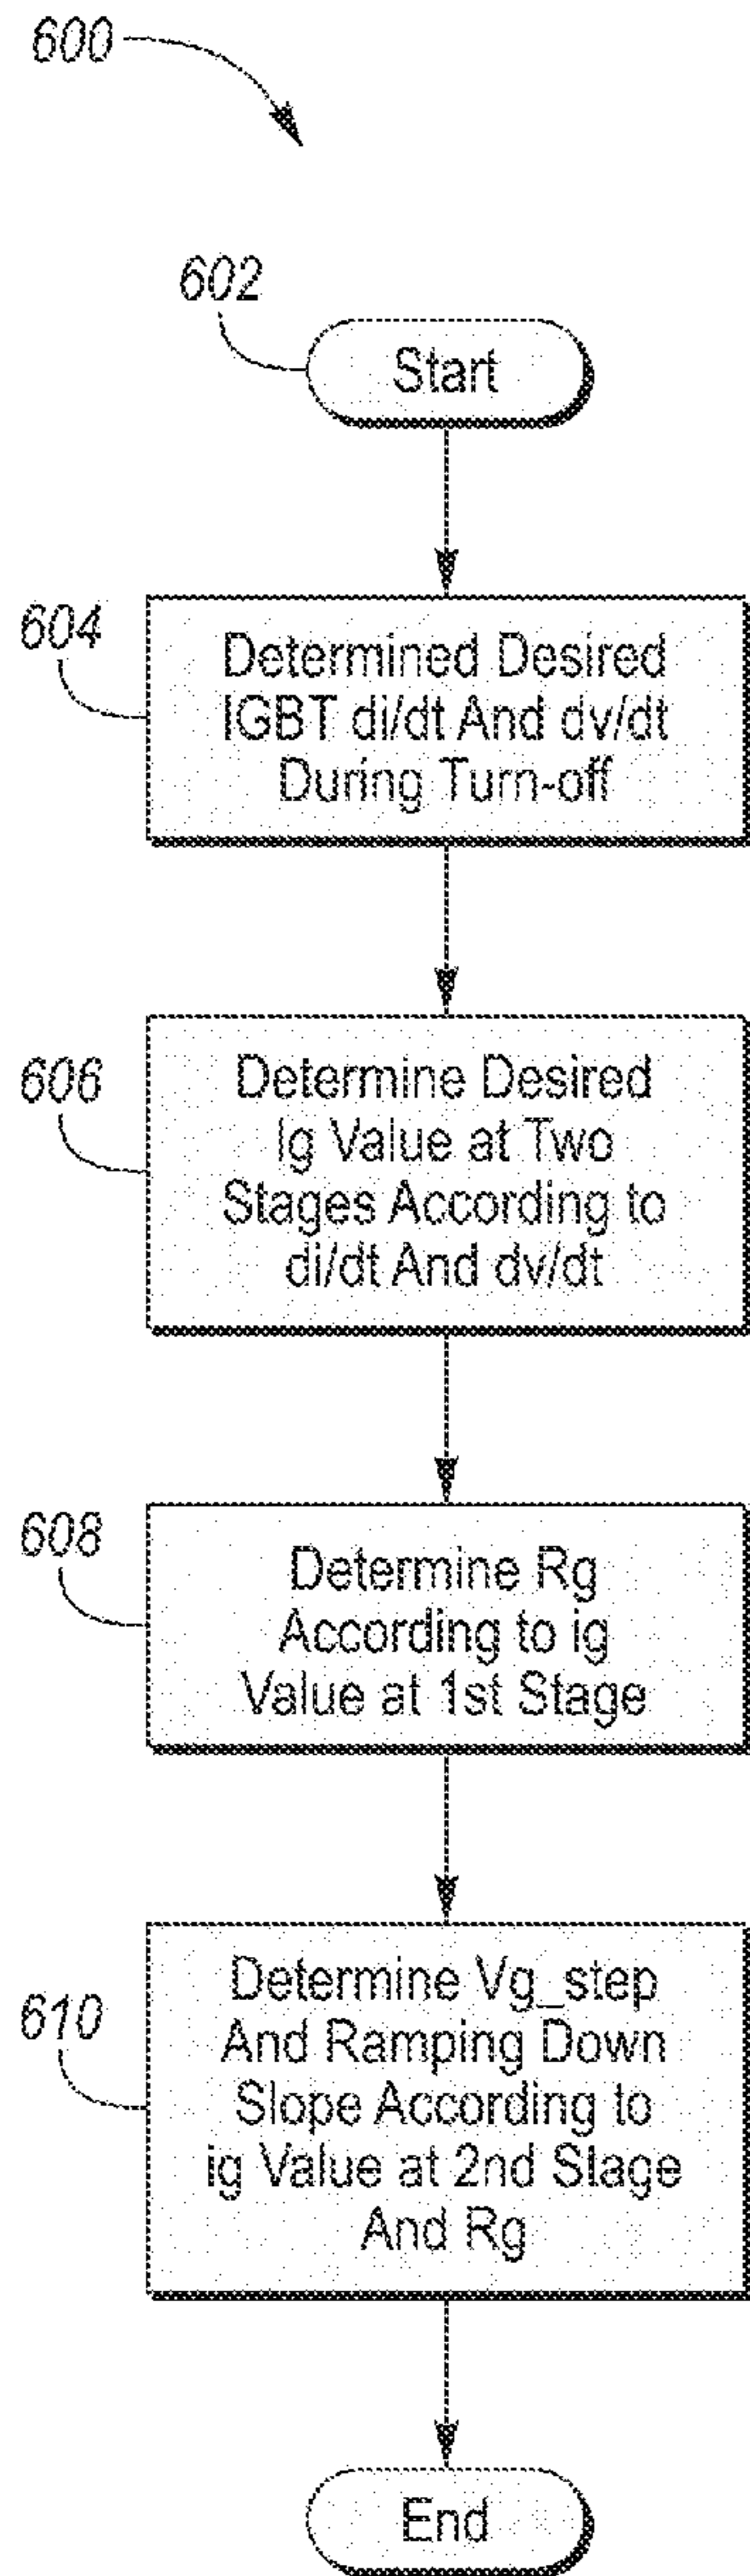 600
602
Start
604
Determined Desired
IGBT di/dt And dv/dt
During Turn-off
606
Determine Desired
Ig Value at Two
Stages According to
di/dt And dv/dt
608
Determine Rg
According to ig
Value at 1st Stage
610
Determine Vg_step
And Ramping Down
Slope According to
ig Value at 2nd Stage
And Rg
End